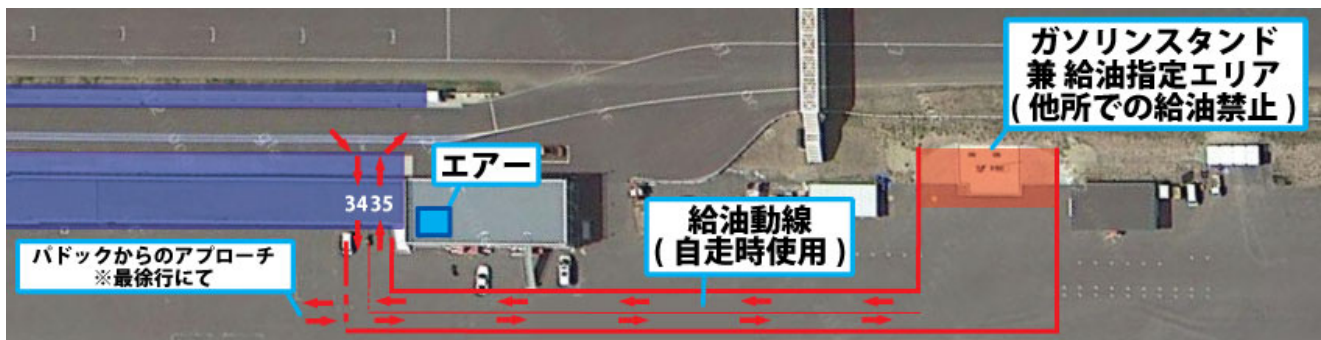 ガソリンスタンド
兼 給油指定エリア
( 他所での給油禁止 )
エアー
34 35
給油動線
( 自走時使用 )
パドックからのアプローチ
※最徐行にて